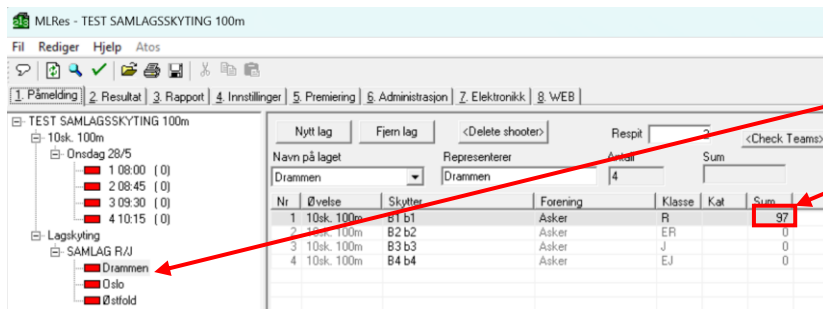 MLRes - TEST SAMLAGSSKYTING 100m
Fil Rediger Hjelp Atos
1. Påmelding 2. Resultat 3. Rapport 4. Innstillinger 5. Premiering 6. Administrasjon 7. Elektronikk 8. WEB
TEST SAMLAGSSKYTING 100m
10sk. 100m
Onsdag 28/5
1 08:00 ( 0)
2 08:45 ( 0)
3 09:30 ( 0)
4 10:15 ( 0)
Lagskyting
SAMLAG R/J
Drammen
Oslo
Østfold
Nytt lag Fjern lag <Delete shooter> Respit 2 <Check Teams>
Navn på laget Representerer Antall Sum
Drammen Drammen 4
Nr Øvelse Skytter Forening Klasse Kat Sum
1 10sk. 100m B1 b1 Asker R 97
2 10sk. 100m B2 b2 Asker ER 0
3 10sk. 100m B3 b3 Asker J 0
4 10sk. 100m B4 b4 Asker EJ 0